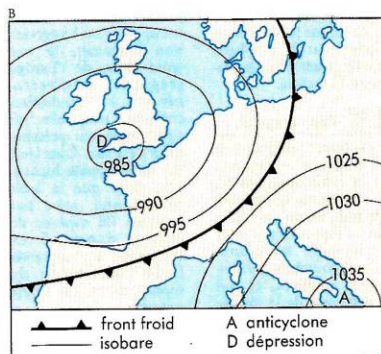 B
1025
1030
D
985
990
995
1035
A
front froid A anticyclone
isobare D dépression